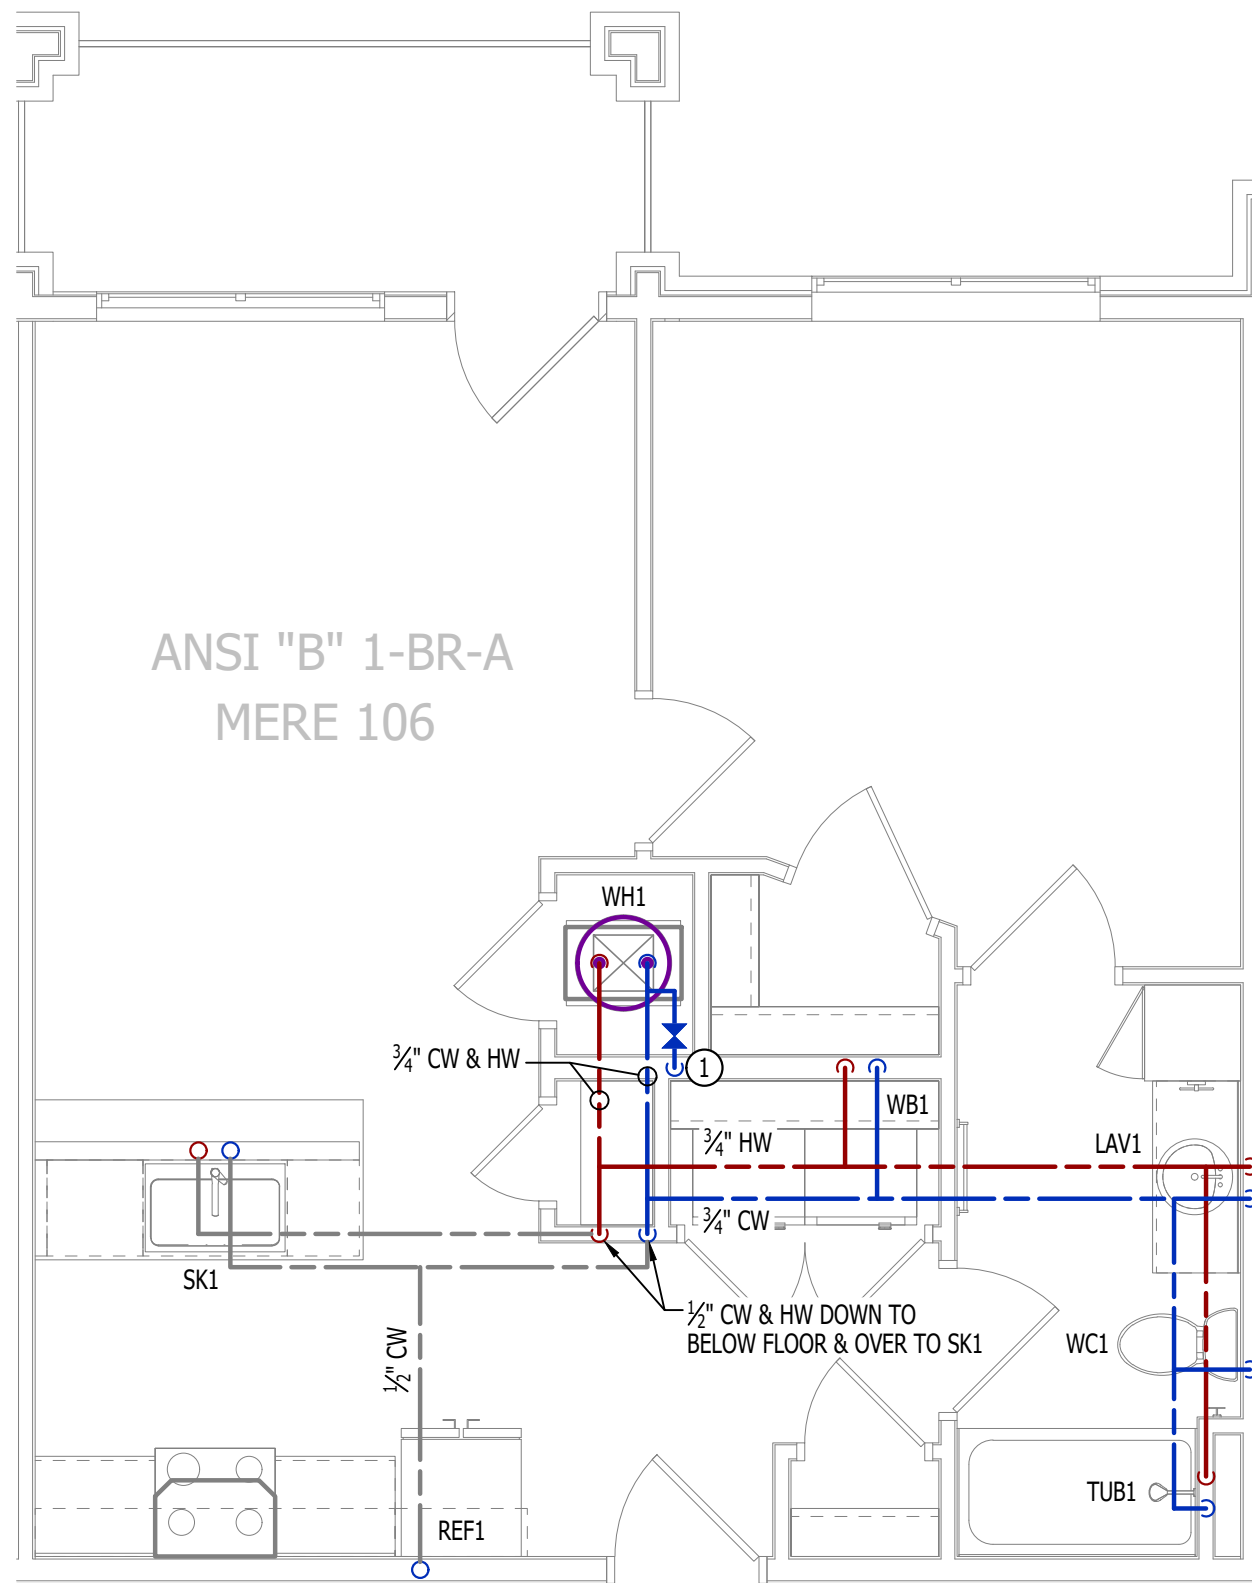 ANSI "B" 1-BR-A
MERE 106
WH1
¾" CW & HW
1
WB1
¾" HW
LAV1
¾" CW
SK1
½" CW & HW DOWN TO
BELOW FLOOR & OVER TO SK1
WC1
½" CW
TUB1
REF1